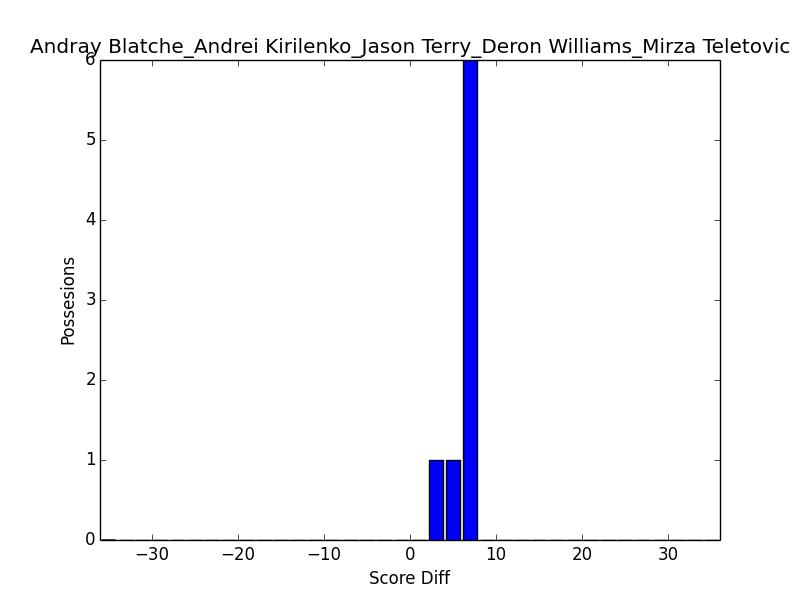 Andray Blatche_Andrei Kirilenko_Jason Terry_Deron Williams_Mirza Teletovic
6
5
4
3
2
1
0
Possesions
−30 −20 −10 0 10 20 30
Score Diff